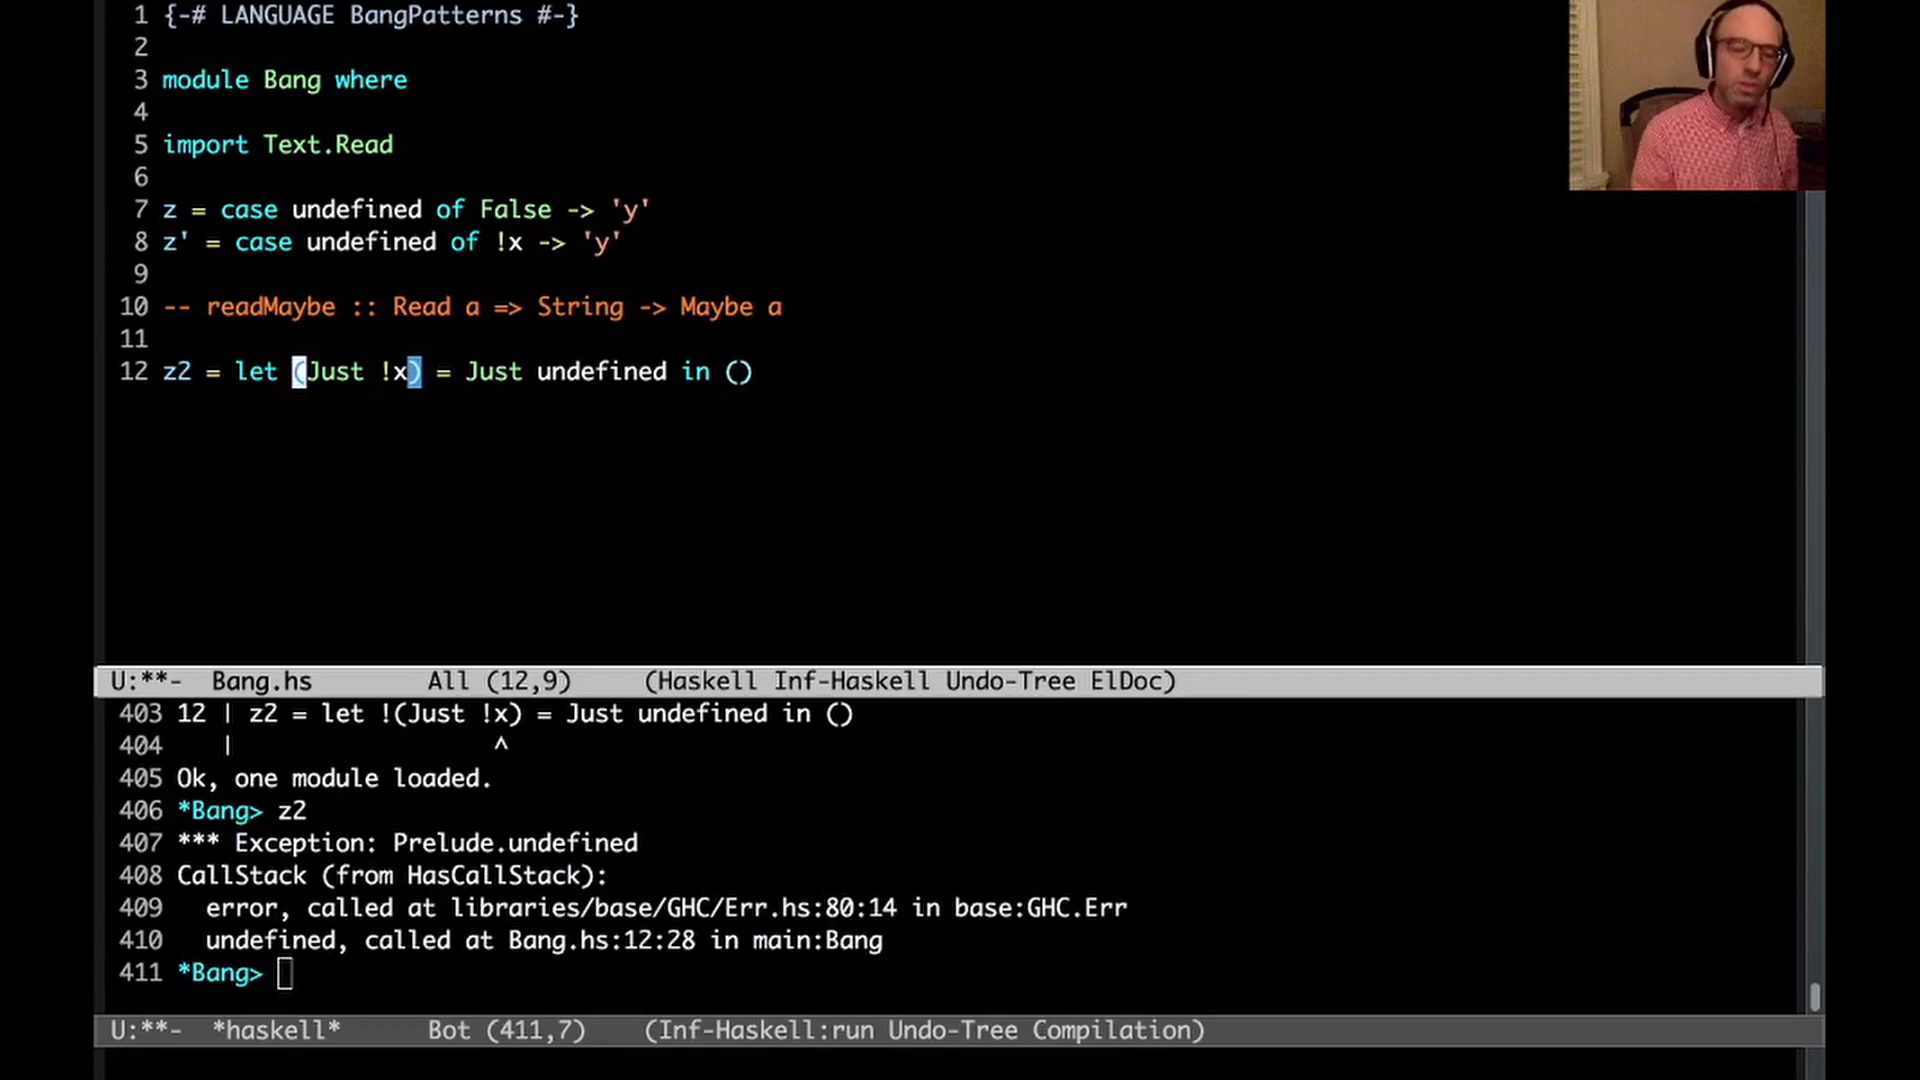 1 {-# LANGUAGE BangPatterns #-}
2
3 module Bang where
4
5 import Text.Read
6
7 z = case undefined of False -> 'y'
8 z' = case undefined of !x -> 'y'
9
10 -- readMaybe :: Read a => String -> Maybe a
11
12 z2 = let (Just !x) = Just undefined in ()
U:**-  Bang.hs        All (12,9)     (Haskell Inf-Haskell Undo-Tree ElDoc)
403 12 | z2 = let !(Just !x) = Just undefined in ()
404    |                   ^
405 Ok, one module loaded.
406 *Bang> z2
407 *** Exception: Prelude.undefined
408 CallStack (from HasCallStack):
409   error, called at libraries/base/GHC/Err.hs:80:14 in base:GHC.Err
410   undefined, called at Bang.hs:12:28 in main:Bang
411 *Bang>
U:**-  *haskell*      Bot (411,7)    (Inf-Haskell:run Undo-Tree Compilation)